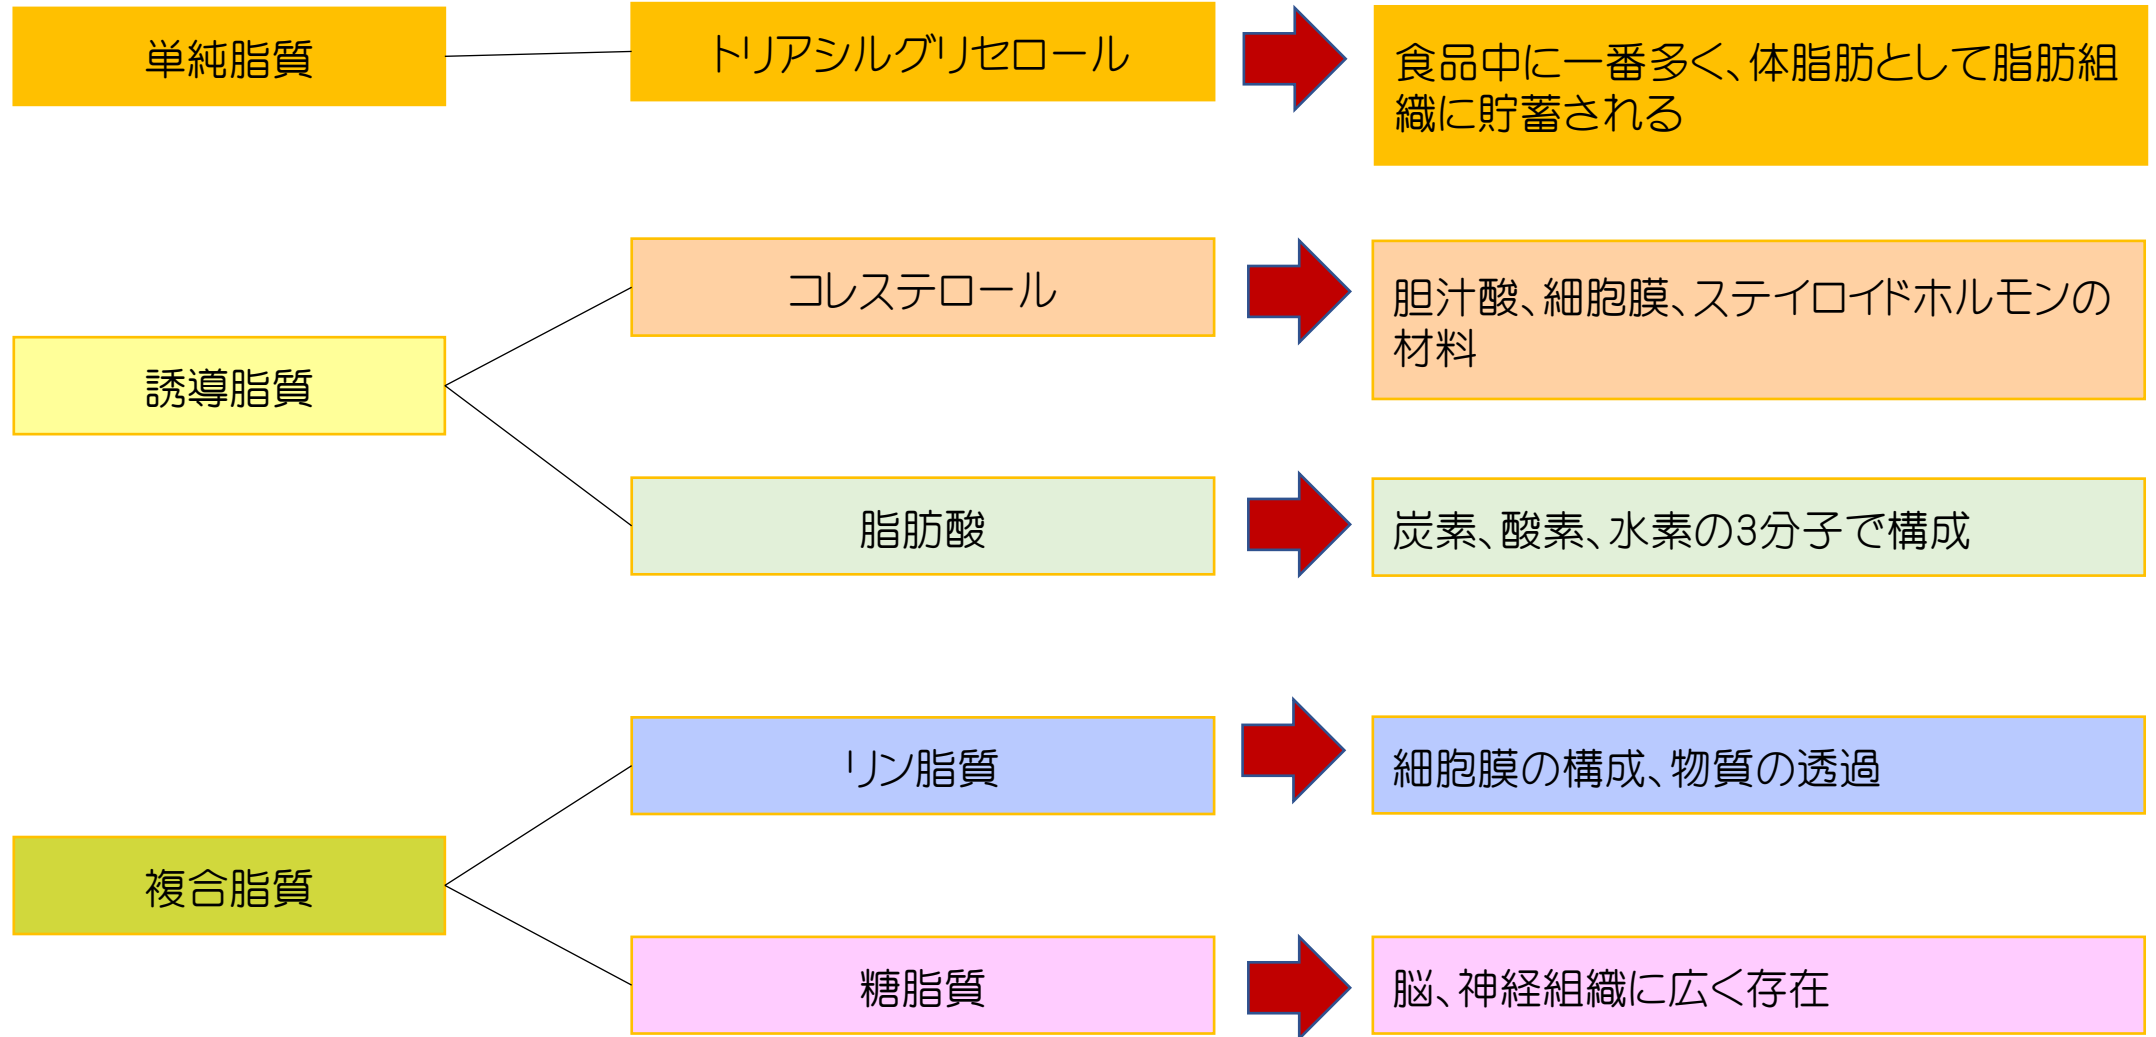 単純脂質
トリアシルグリセロール
食品中に一番多く、体脂肪として脂肪組
織に貯蓄される
コレステロール
胆汁酸、細胞膜、ステイロイドホルモンの
材料
誘導脂質
脂肪酸
炭素、酸素、水素の3分子で構成
リン脂質
細胞膜の構成、物質の透過
複合脂質
糖脂質
脳、神経組織に広く存在